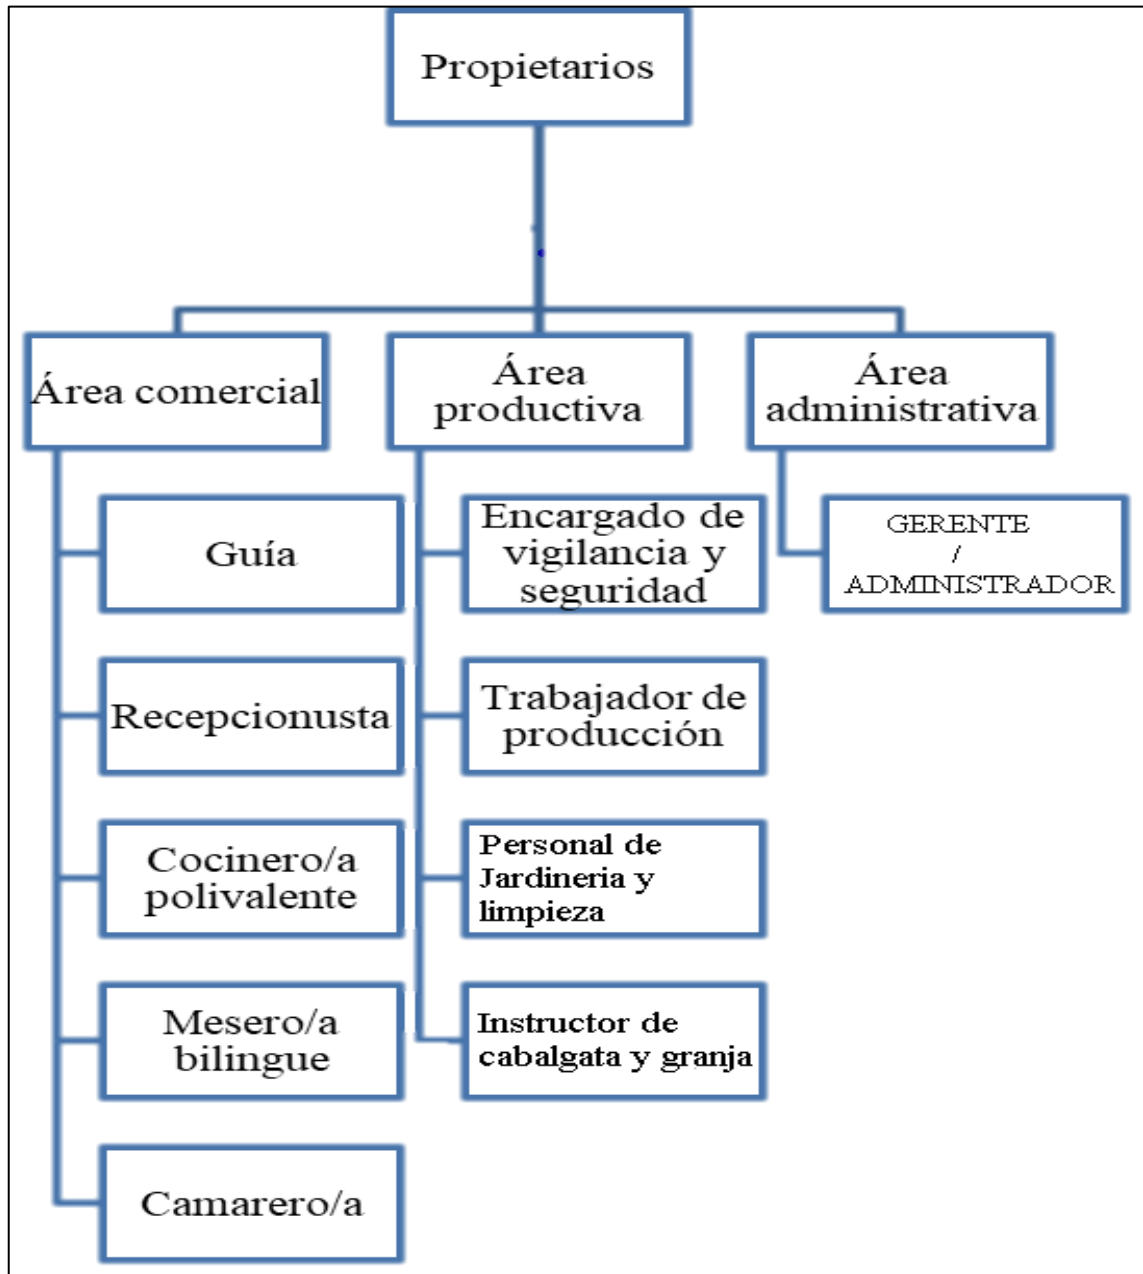 Propietarios
Área comercial
Guía
Recepcionusta
Cocinero/a
polivalente
Mesero/a
bilingue
Camarero/a
Área
productiva
Encargado de
vigilancia y
seguridad
Trabajador de
producción
Personal de
Jardineria y
limpieza
Instructor de
cabalgata y granja
Área
administrativa
GERENTE
/
ADMINISTRADOR